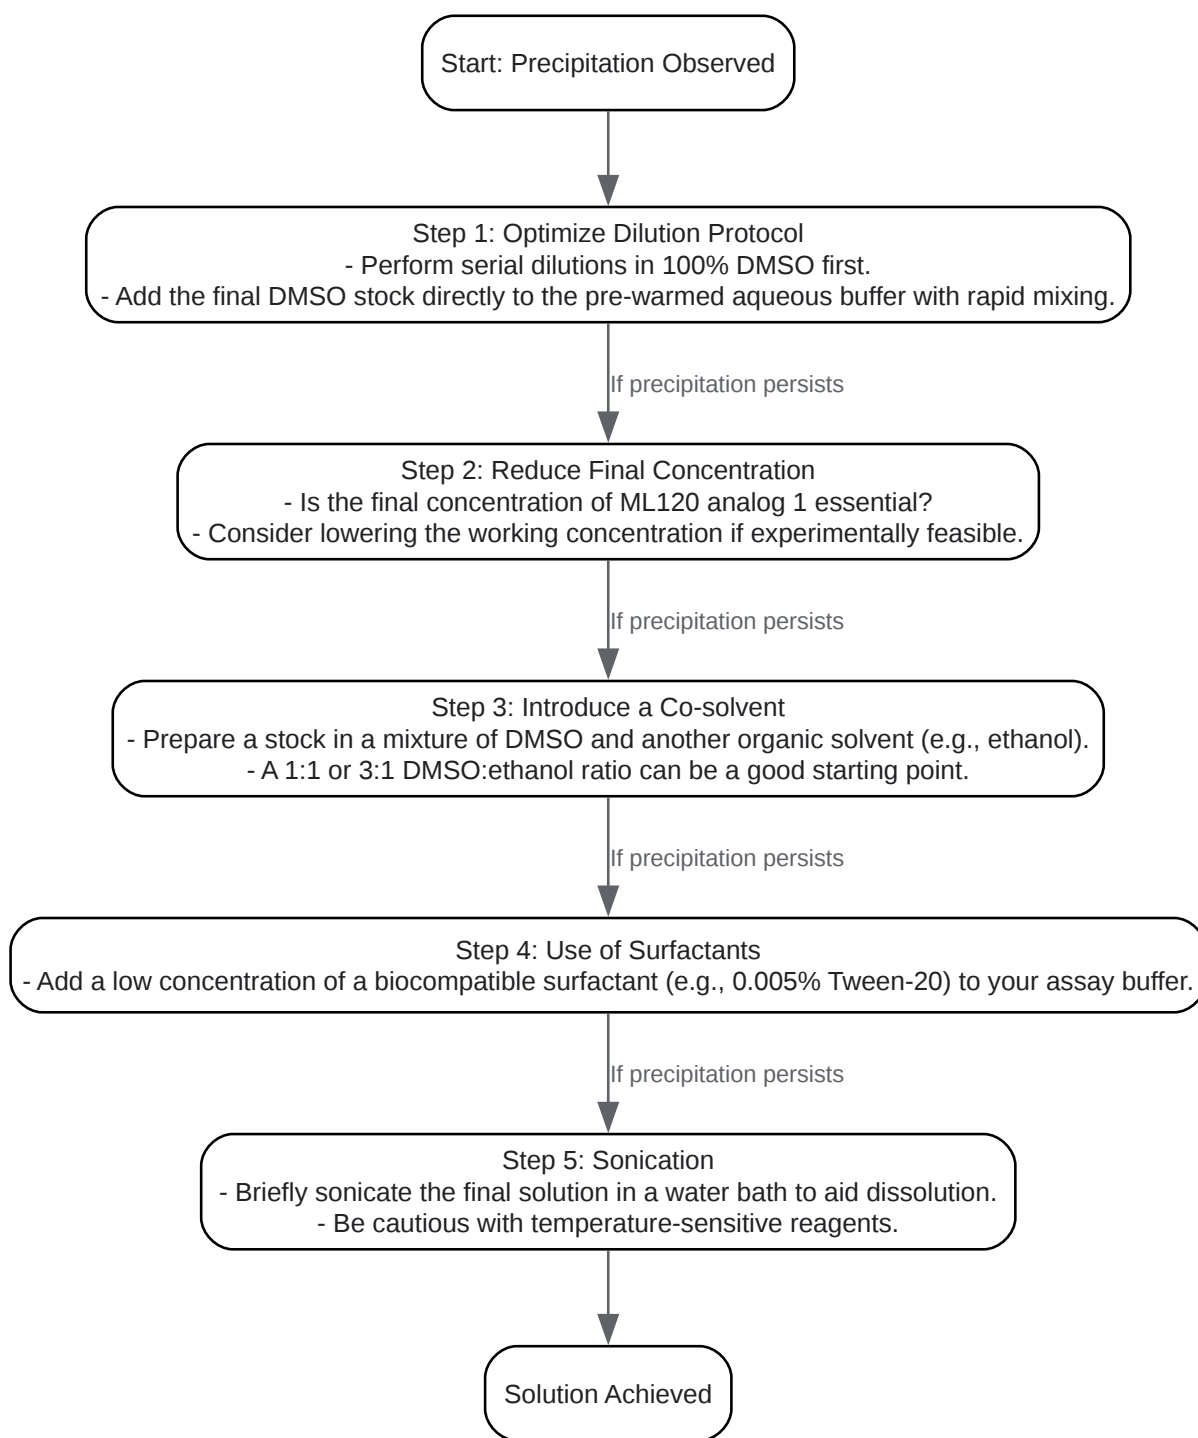 Start: Precipitation Observed
Step 1: Optimize Dilution Protocol
- Perform serial dilutions in 100% DMSO first.
- Add the final DMSO stock directly to the pre-warmed aqueous buffer with rapid mixing.
If precipitation persists
Step 2: Reduce Final Concentration
- Is the final concentration of ML120 analog 1 essential?
- Consider lowering the working concentration if experimentally feasible.
If precipitation persists
Step 3: Introduce a Co-solvent
- Prepare a stock in a mixture of DMSO and another organic solvent (e.g., ethanol).
- A 1:1 or 3:1 DMSO:ethanol ratio can be a good starting point.
If precipitation persists
Step 4: Use of Surfactants
- Add a low concentration of a biocompatible surfactant (e.g., 0.005% Tween-20) to your assay buffer.
If precipitation persists
Step 5: Sonication
- Briefly sonicate the final solution in a water bath to aid dissolution.
- Be cautious with temperature-sensitive reagents.
Solution Achieved